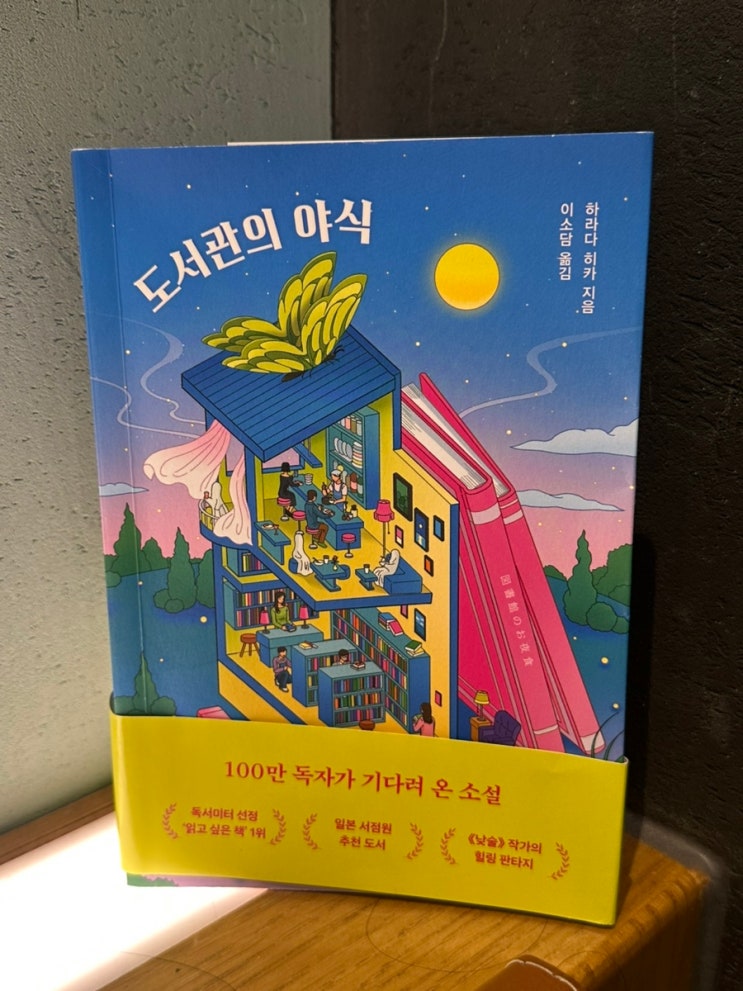 도서관의 야식
하라다 히카 지음
이소담 옮김
図書館のお夜食
100만 독자가 기다려 온 소설
독서미터 선정
'읽고 싶은 책' 1위
일본 서점원
추천 도서
《낮술》 작가의
힐링 판타지